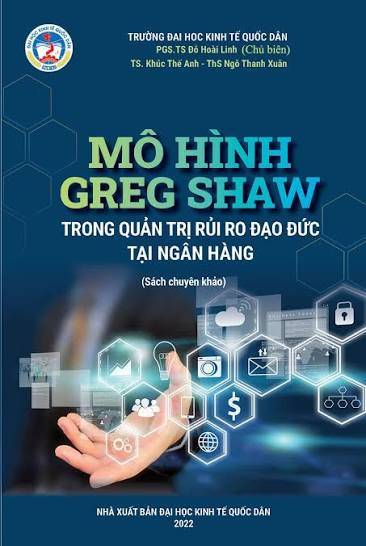 TRƯỜNG ĐẠI HỌC KINH TẾ QUỐC DÂN
PGS.TS Đỗ Hoài Linh (Chủ biên)
TS. Khúc Thế Anh - ThS Ngô Thanh Xuân
MÔ HÌNH
GREG SHAW
TRONG QUẢN TRỊ RỦI RO ĐẠO ĐỨC
TẠI NGÂN HÀNG
(Sách chuyên khảo)
NHÀ XUẤT BẢN ĐẠI HỌC KINH TẾ QUỐC DÂN
2022